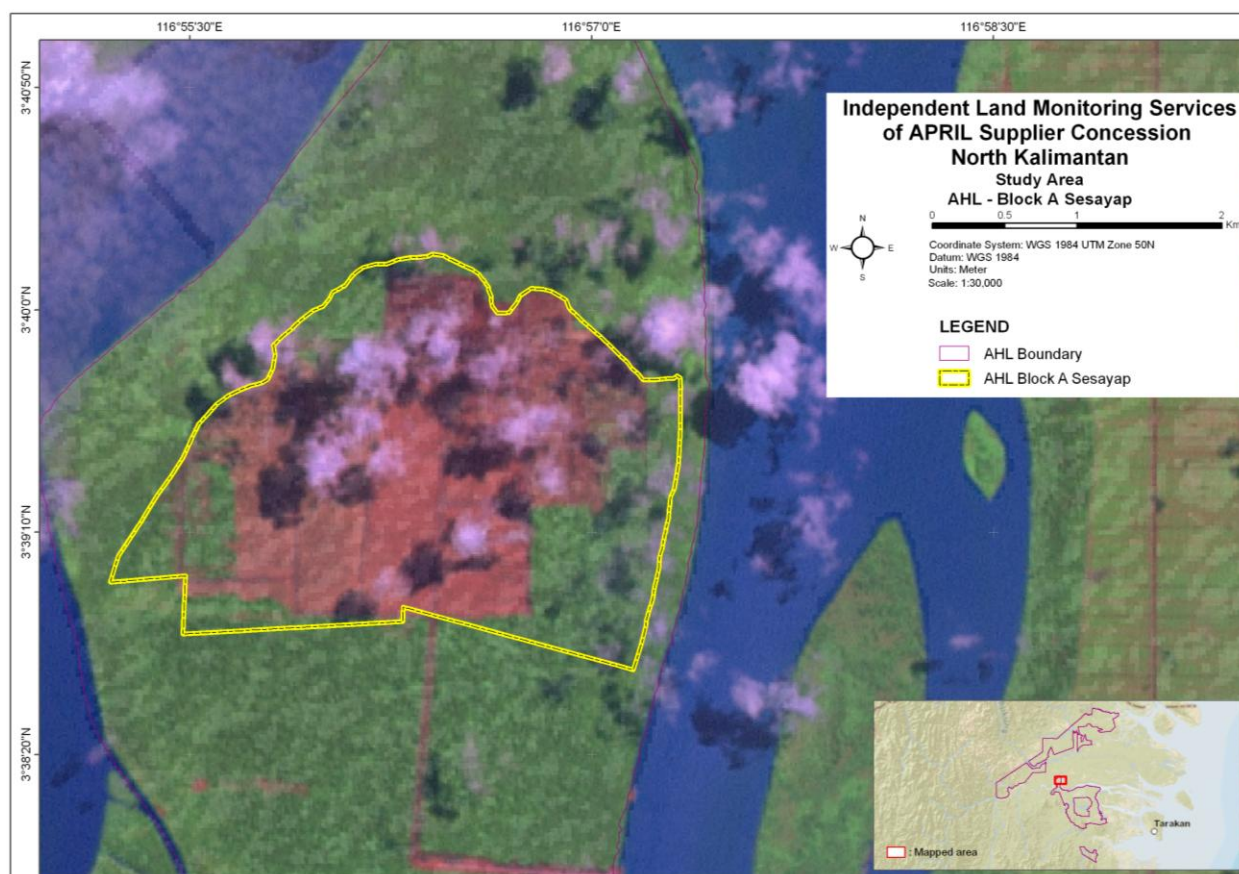 116°55'30"E
116°57'0"E
116°58'30"E
3°40'50"N
3°40'0"N
3°39'10"N
3°38'20"N
Independent Land Monitoring Services
of APRIL Supplier Concession
North Kalimantan
Study Area
AHL - Block A Sesayap
N
W
E
S
0
0.5
1
2
Km
Coordinate System: WGS 1984 UTM Zone 50N
Datum: WGS 1984
Units: Meter
Scale: 1:30,000
LEGEND
AHL Boundary
AHL Block A Sesayap
Tarakan
: Mapped area